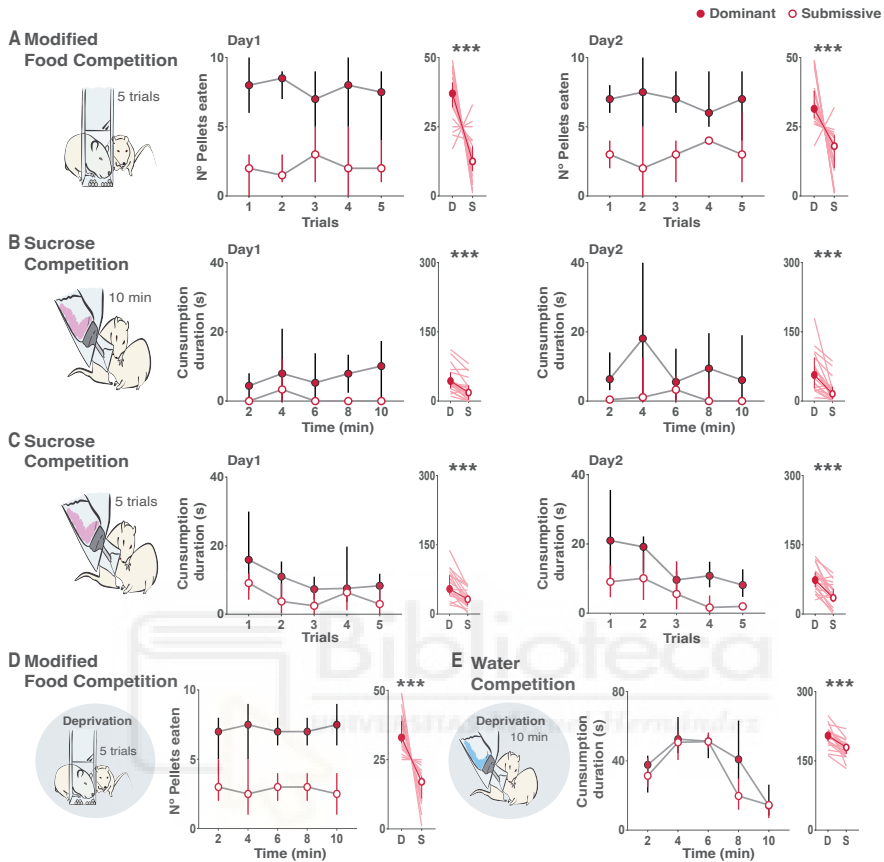 Dominant Submissive
A Modified
Food Competition
5 trials
Day1
Nº Pellets eaten
10
5
0
1 2 3 4 5
Trials
50
25
0
***
D S
Day2
Nº Pellets eaten
10
5
0
1 2 3 4 5
Trials
50
25
0
***
D S
B Sucrose
Competition
10 min
Day1
Cunsumption
duration (s)
40
20
0
2 4 6 8 10
Time (min)
300
150
0
***
D S
Day2
Cunsumption
duration (s)
40
20
0
2 4 6 8 10
Time (min)
300
150
0
***
D S
C Sucrose
Competition
5 trials
Day1
Cunsumption
duration (s)
40
20
0
1 2 3 4 5
Trials
300
150
0
***
D S
Day2
Cunsumption
duration (s)
40
20
0
1 2 3 4 5
Trials
300
150
0
***
D S
D Modified
Food Competition
Deprivation
5 trials
Nº Pellets eaten
10
5
0
2 4 6 8 10
Time (min)
50
25
0
***
D S
E Water
Competition
Deprivation
10 min
Cunsumption
duration (s)
80
40
0
2 4 6 8 10
Time (min)
300
150
0
***
D S
Biblioteca
UNIVERSITAS Miguel Hernández